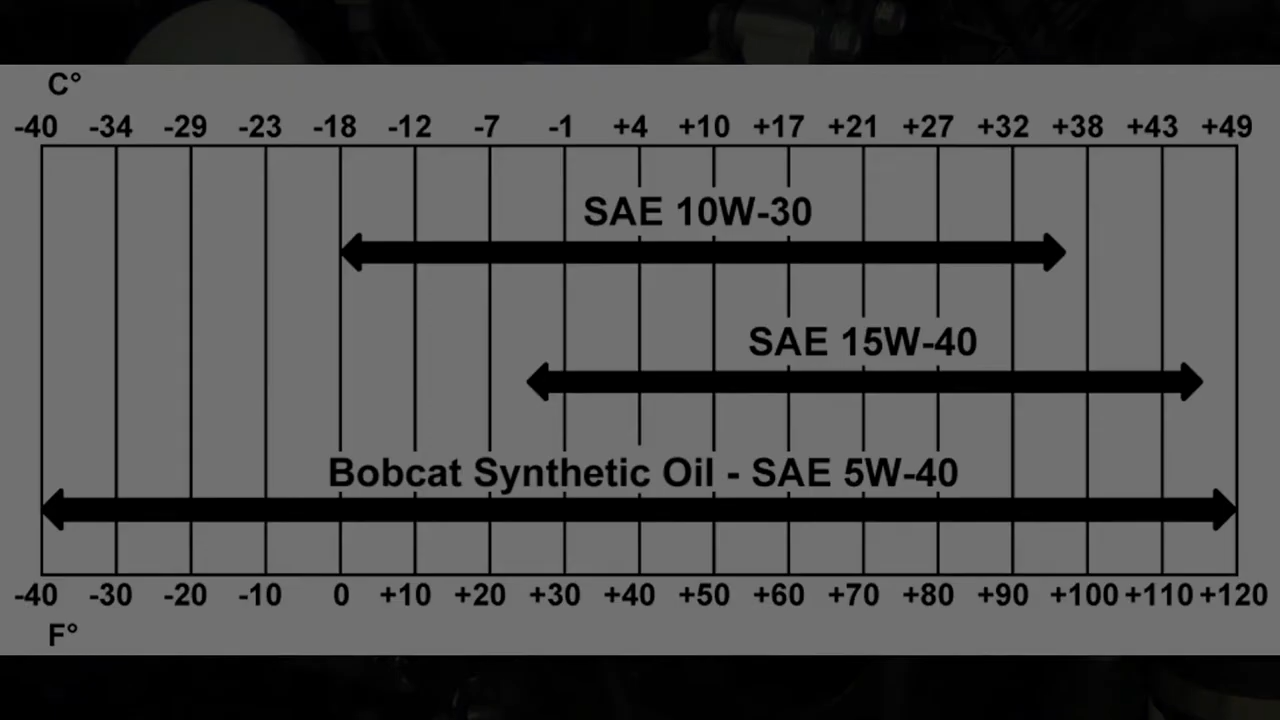 C°
-40 -34 -29 -23 -18 -12 -7 -1 +4 +10 +17 +21 +27 +32 +38 +43 +49
SAE 10W-30
SAE 15W-40
Bobcat Synthetic Oil - SAE 5W-40
-40 -30 -20 -10 0 +10 +20 +30 +40 +50 +60 +70 +80 +90 +100 +110 +120
F°